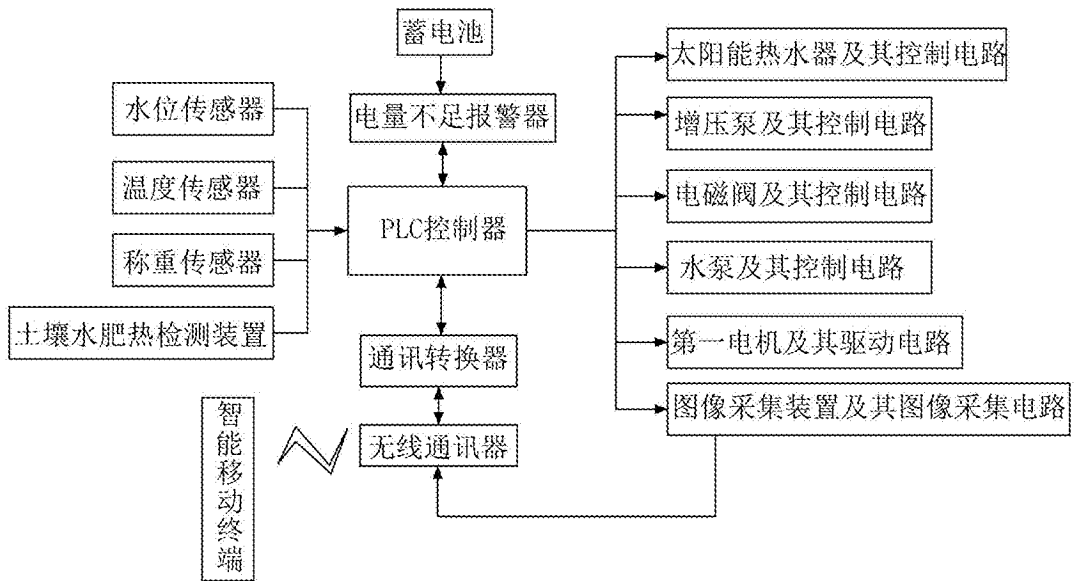 蓄电池
电量不足报警器
水位传感器
温度传感器
称重传感器
土壤水肥热检测装置
PLC控制器
通讯转换器
无线通讯器
智能移动终端
太阳能热水器及其控制电路
增压泵及其控制电路
电磁阀及其控制电路
水泵及其控制电路
第一电机及其驱动电路
图像采集装置及其图像采集电路